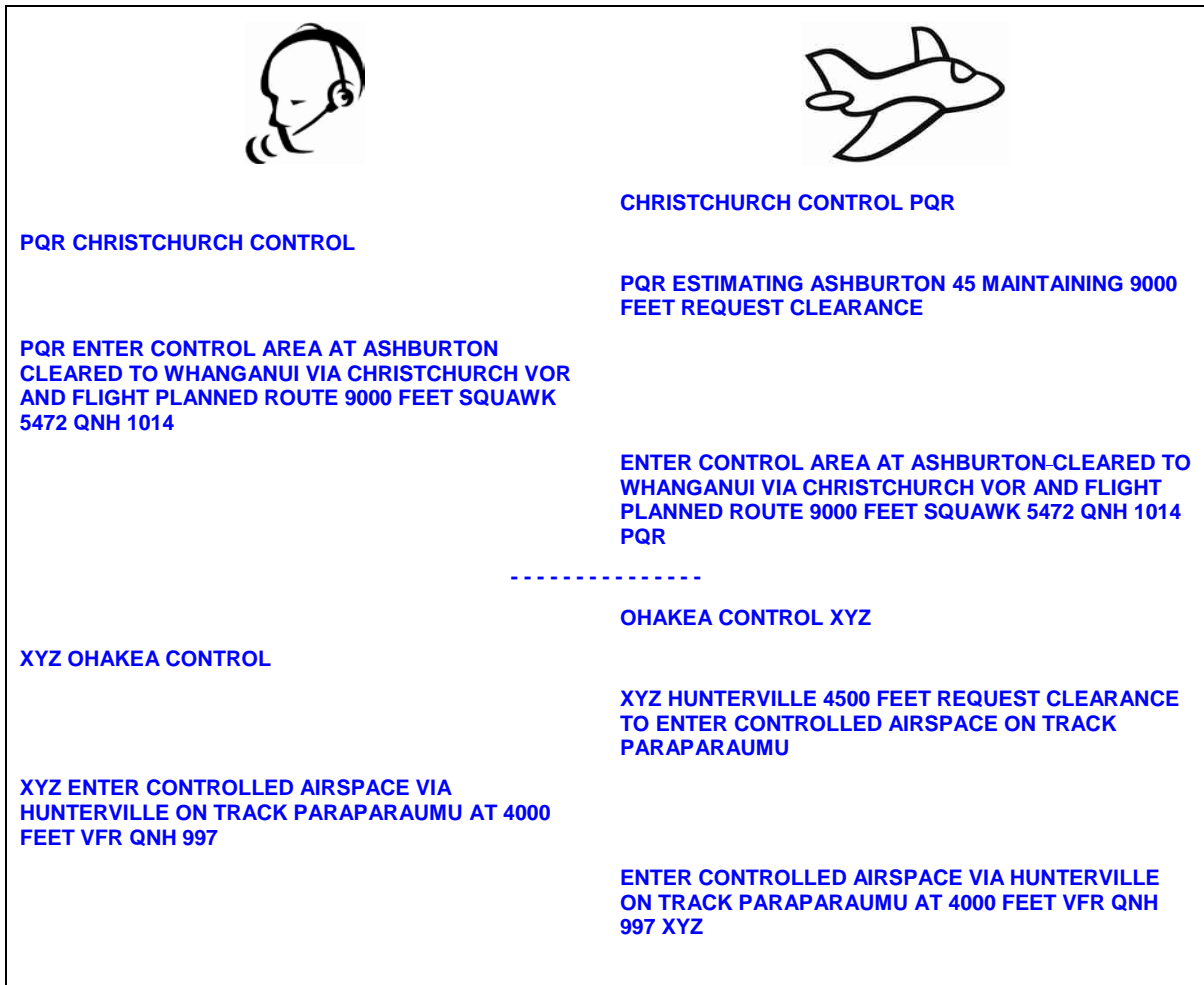 CHRISTCHURCH CONTROL PQR
PQR CHRISTCHURCH CONTROL
PQR ESTIMATING ASHBURTON 45 MAINTAINING 9000
FEET REQUEST CLEARANCE
PQR ENTER CONTROL AREA AT ASHBURTON
CLEARED TO WHANGANUI VIA CHRISTCHURCH VOR
AND FLIGHT PLANNED ROUTE 9000 FEET SQUAWK
5472 QNH 1014
ENTER CONTROL AREA AT ASHBURTON CLEARED TO
WHANGANUI VIA CHRISTCHURCH VOR AND FLIGHT
PLANNED ROUTE 9000 FEET SQUAWK 5472 QNH 1014
PQR
- - - - - - - - - - - - - - -
OHAKEA CONTROL XYZ
XYZ OHAKEA CONTROL
XYZ HUNTERVILLE 4500 FEET REQUEST CLEARANCE
TO ENTER CONTROLLED AIRSPACE ON TRACK
PARAPARAUMU
XYZ ENTER CONTROLLED AIRSPACE VIA
HUNTERVILLE ON TRACK PARAPARAUMU AT 4000
FEET VFR QNH 997
ENTER CONTROLLED AIRSPACE VIA HUNTERVILLE
ON TRACK PARAPARAUMU AT 4000 FEET VFR QNH
997 XYZ